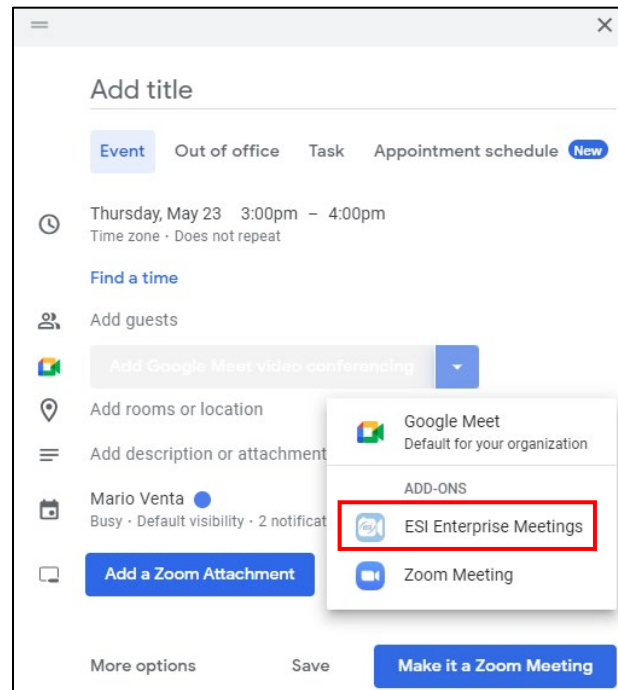 Add title
Event Out of office Task Appointment schedule New
Thursday, May 23 3:00pm – 4:00pm
Time zone · Does not repeat
Find a time
Add guests
Add Google Meet video conferencing
Add rooms or location
Add description or attachment
Mario Venta
Busy · Default visibility · 2 notificat
Add a Zoom Attachment
Google Meet
Default for your organization
ADD-ONS
ESI Enterprise Meetings
Zoom Meeting
More options Save Make it a Zoom Meeting